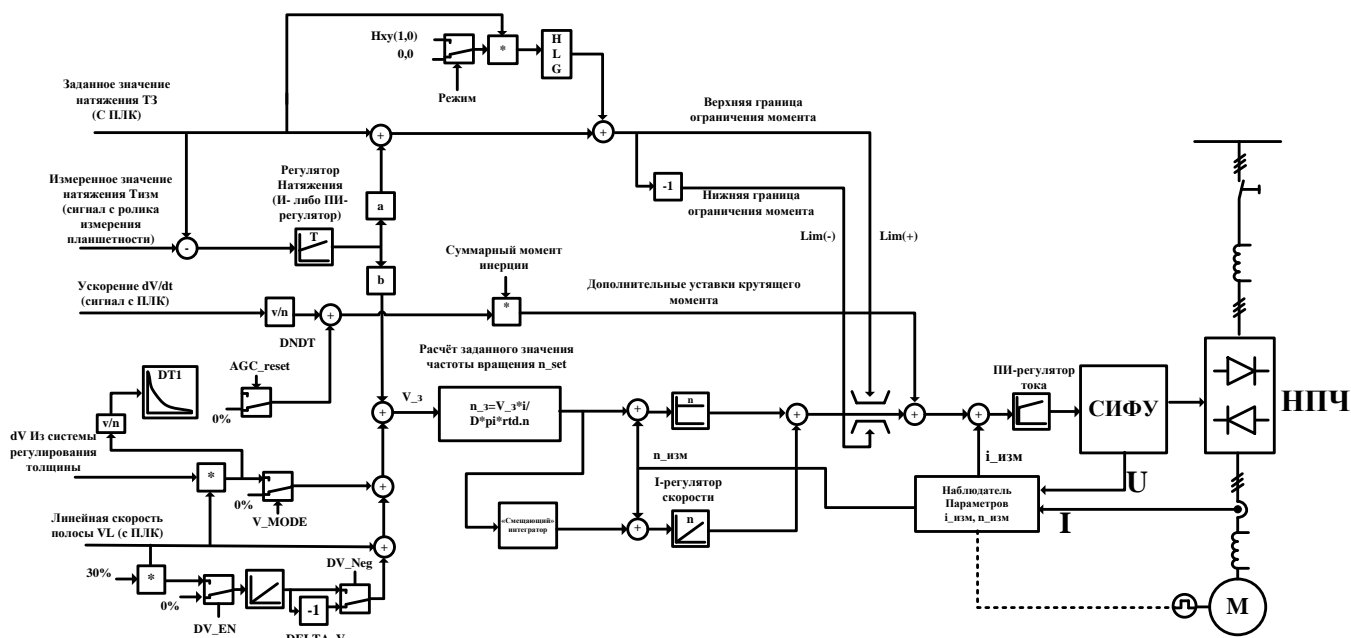 Hxy(1,0)
0,0
*
H
L
G
Режим
Заданное значение
натяжения ТЗ
(С ПЛК)
+
+
Верхняя граница
ограничения момента
Измеренное значение
натяжения Тизм
(сигнал с ролика
измерения
планшетности)
-
Регулятор
Натяжения
(И- либо ПИ-
регулятор)
T
a
b
-1
Нижняя граница
ограничения момента
Lim(-)
Lim(+)
Суммарный момент
инерции
*
Дополнительные уставки крутящего
момента
Ускорение dV/dt
(сигнал с ПЛК)
v/n
+
DNDT
AGC_reset
0%
DT1
v/n
Расчёт заданного значения
частоты вращения n_set
V_з
+
n_з=V_з*i/
D*pi*rtd.n
+
n
+
+
+
ПИ-регулятор
тока
СИФУ
НПЧ
i_изм
U
n_изм
I-регулятор
скорости
«Смещающий»
интегратор
+
n
Наблюдатель
Параметров
i_изм, n_изм
I
M
dV Из системы
регулирования
толщины
*
0%
V_MODE
+
Линейная скорость
полосы VL (с ПЛК)
+
30%
*
0%
DV_EN
-1
DV_Neg
DELTA_V